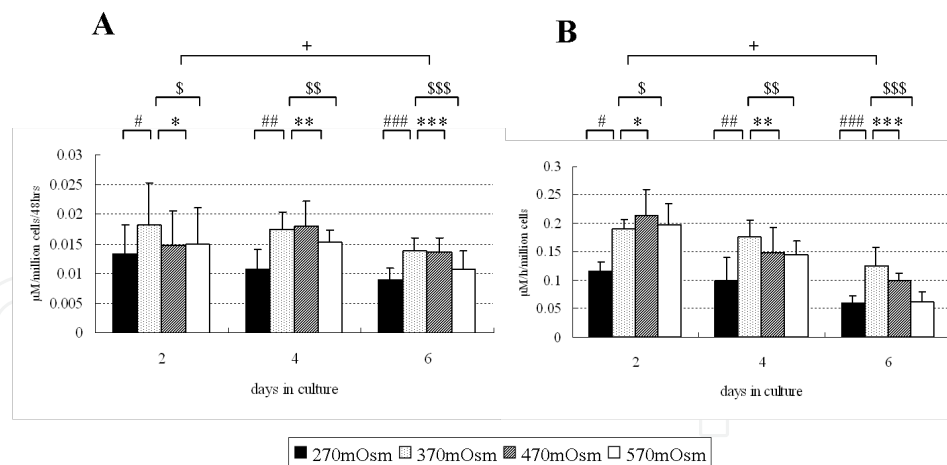 A
+
$ $$ $$$
# * ## ** ### ***
0.03
0.025
0.02
0.015
0.01
0.005
0
µM/million cells/48hrs
2 4 6
days in culture
B
+
$ $$ $$$
# * ## ** ### ***
0.3
0.25
0.2
0.15
0.1
0.05
0
µM/h/million cells
2 4 6
days in culture
270mOsm 370mOsm 470mOsm 570mOsm